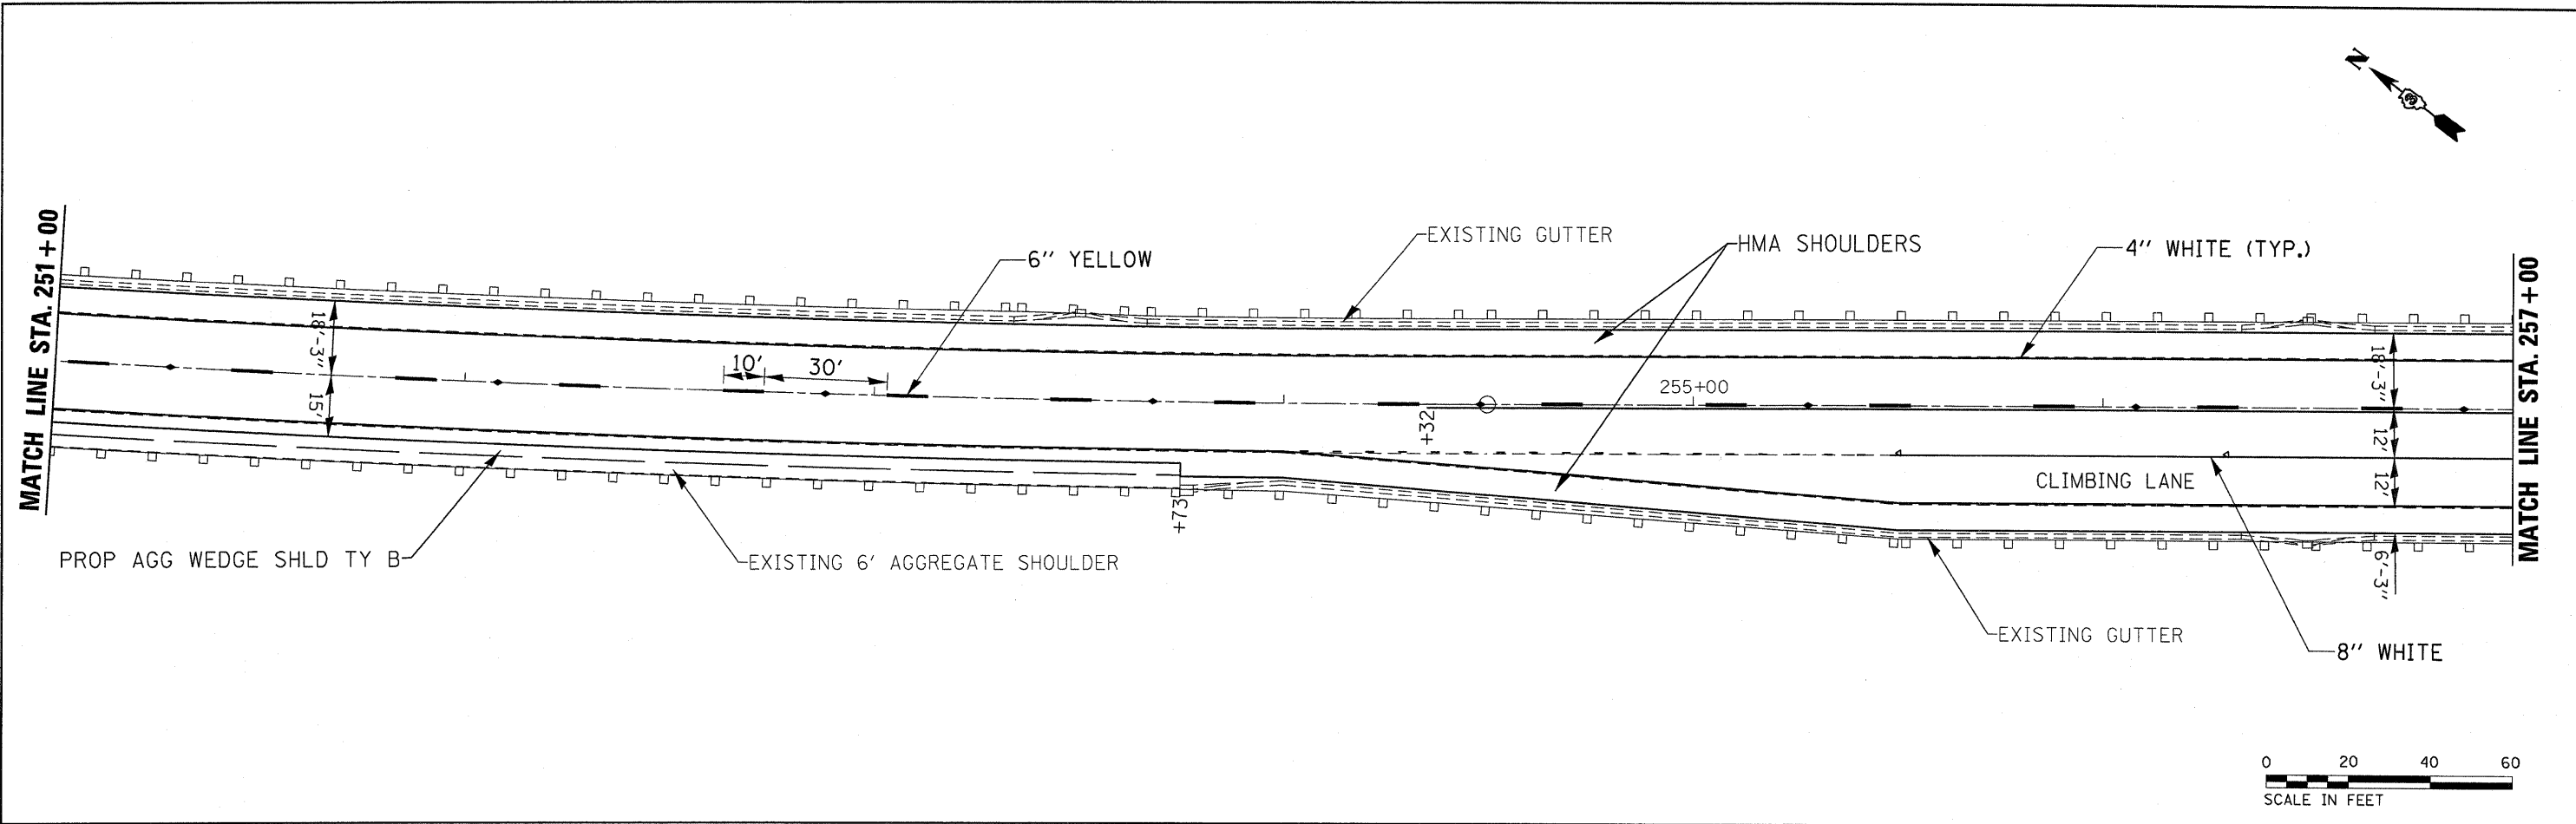 N
MATCH LINE STA. 251+00
6" YELLOW
EXISTING GUTTER
HMA SHOULDERS
4" WHITE (TYP.)
MATCH LINE STA. 257+00
18'-3"
15'
10'
30'
255+00
+32
18'-3"
12'
12'
CLIMBING LANE
6'-3"
+73
PROP AGG WEDGE SHLD TY B
EXISTING 6' AGGREGATE SHOULDER
EXISTING GUTTER
8" WHITE
0 20 40 60
SCALE IN FEET